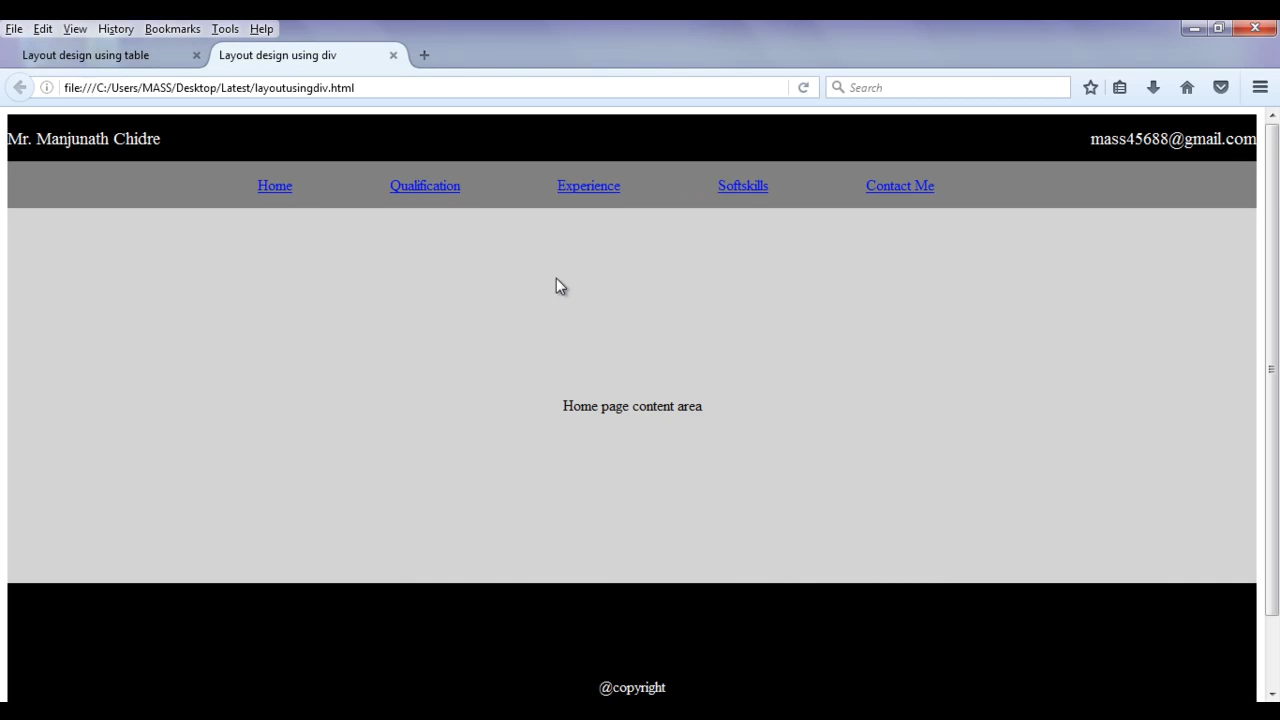 File Edit View History Bookmarks Tools Help
Layout design using table Layout design using div
file:///C:/Users/MASS/Desktop/Latest/layoutusingdiv.html Search
Mr. Manjunath Chidre mass45688@gmail.com
Home Qualification Experience Softskills Contact Me
Home page content area
@copyright